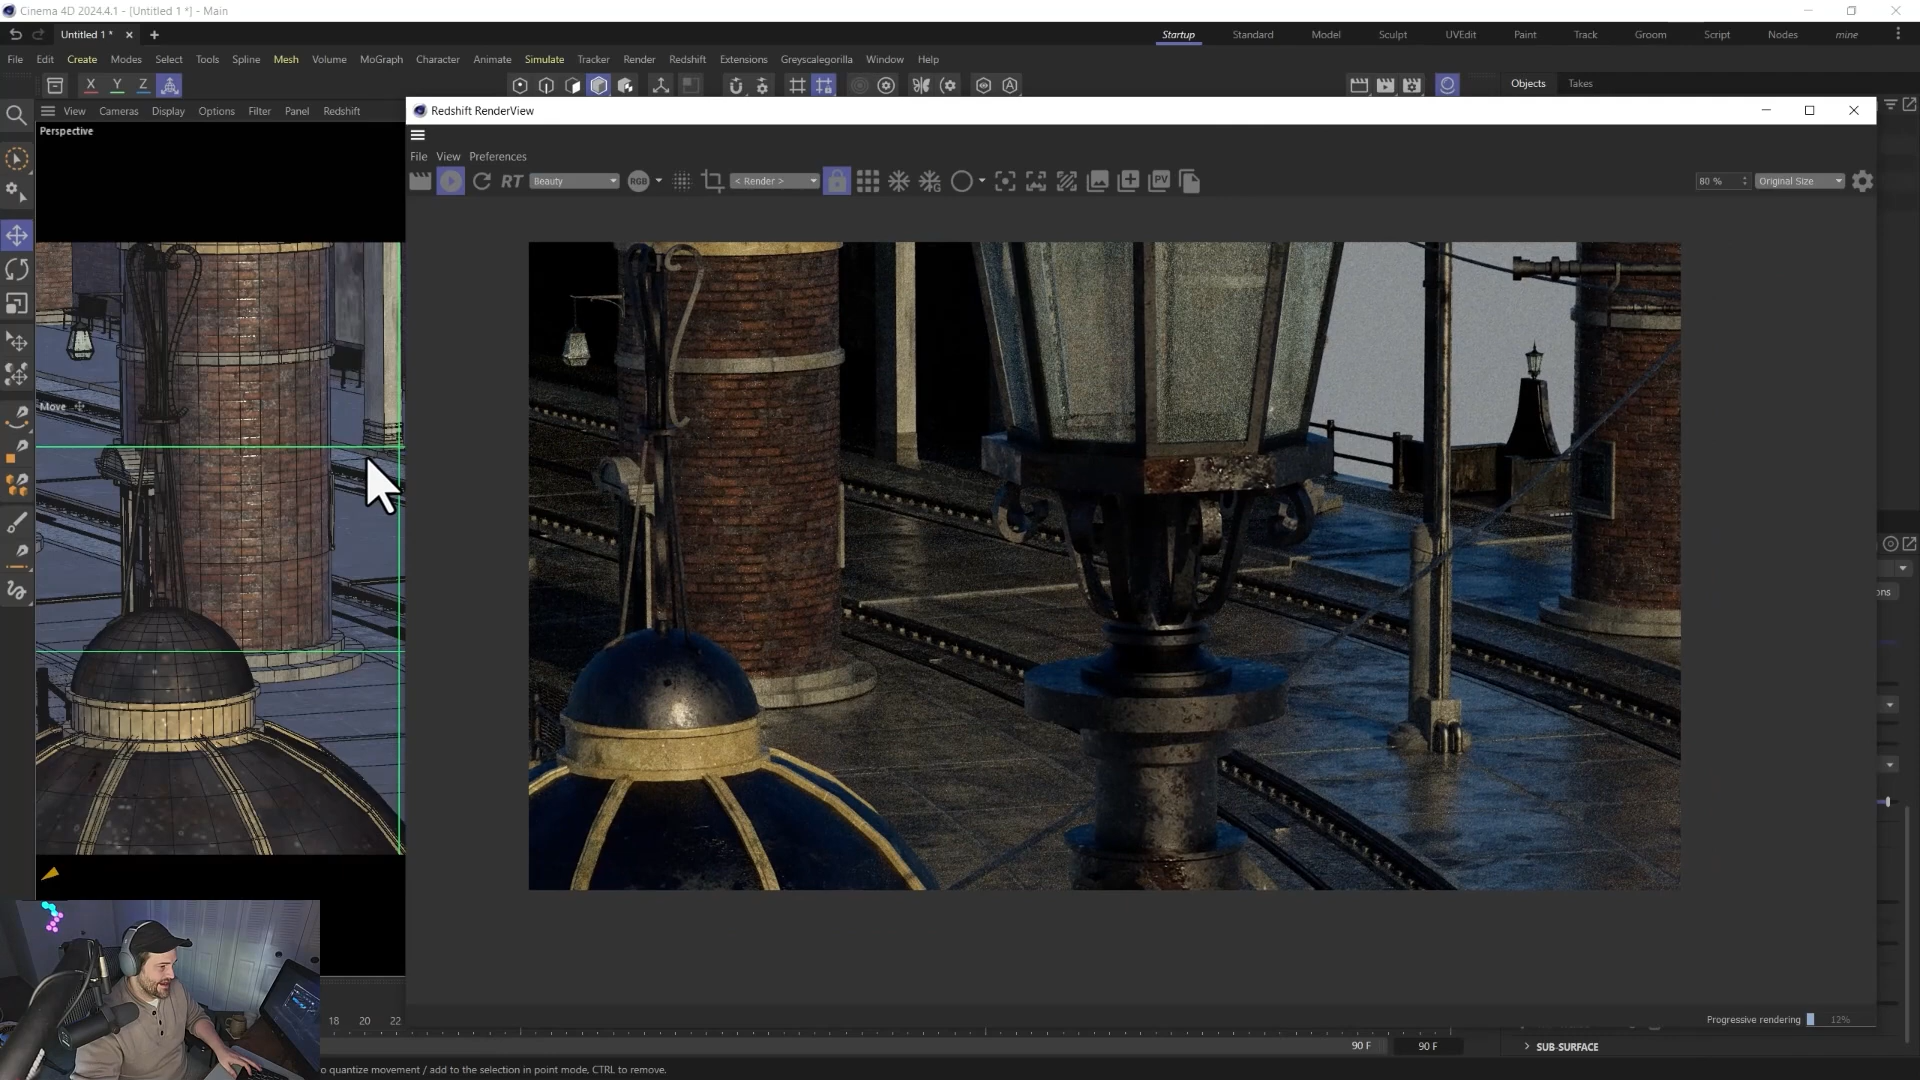 Cinema 4D 2024.4.1 - [Untitled 1 *] - Main
Untitled 1 *
Startup
Standard
Model
Sculpt
UVEdit
Paint
Track
Groom
Script
Nodes
mine
File
Edit
Create
Modes
Select
Tools
Spline
Mesh
Volume
MoGraph
Character
Animate
Simulate
Tracker
Render
Redshift
Extensions
Greyscalegorilla
Window
Help
X
Y
Z
Objects
Takes
View
Cameras
Display
Options
Filter
Panel
Redshift
Perspective
Redshift RenderView
File
View
Preferences
RT
Beauty
RGB
< Render >
PV
80 %
Original Size
Move
ons
18
20
22
Progressive rendering
12%
90 F
90 F
SUB-SURFACE
o quantize movement / add to the selection in point mode, CTRL to remove.